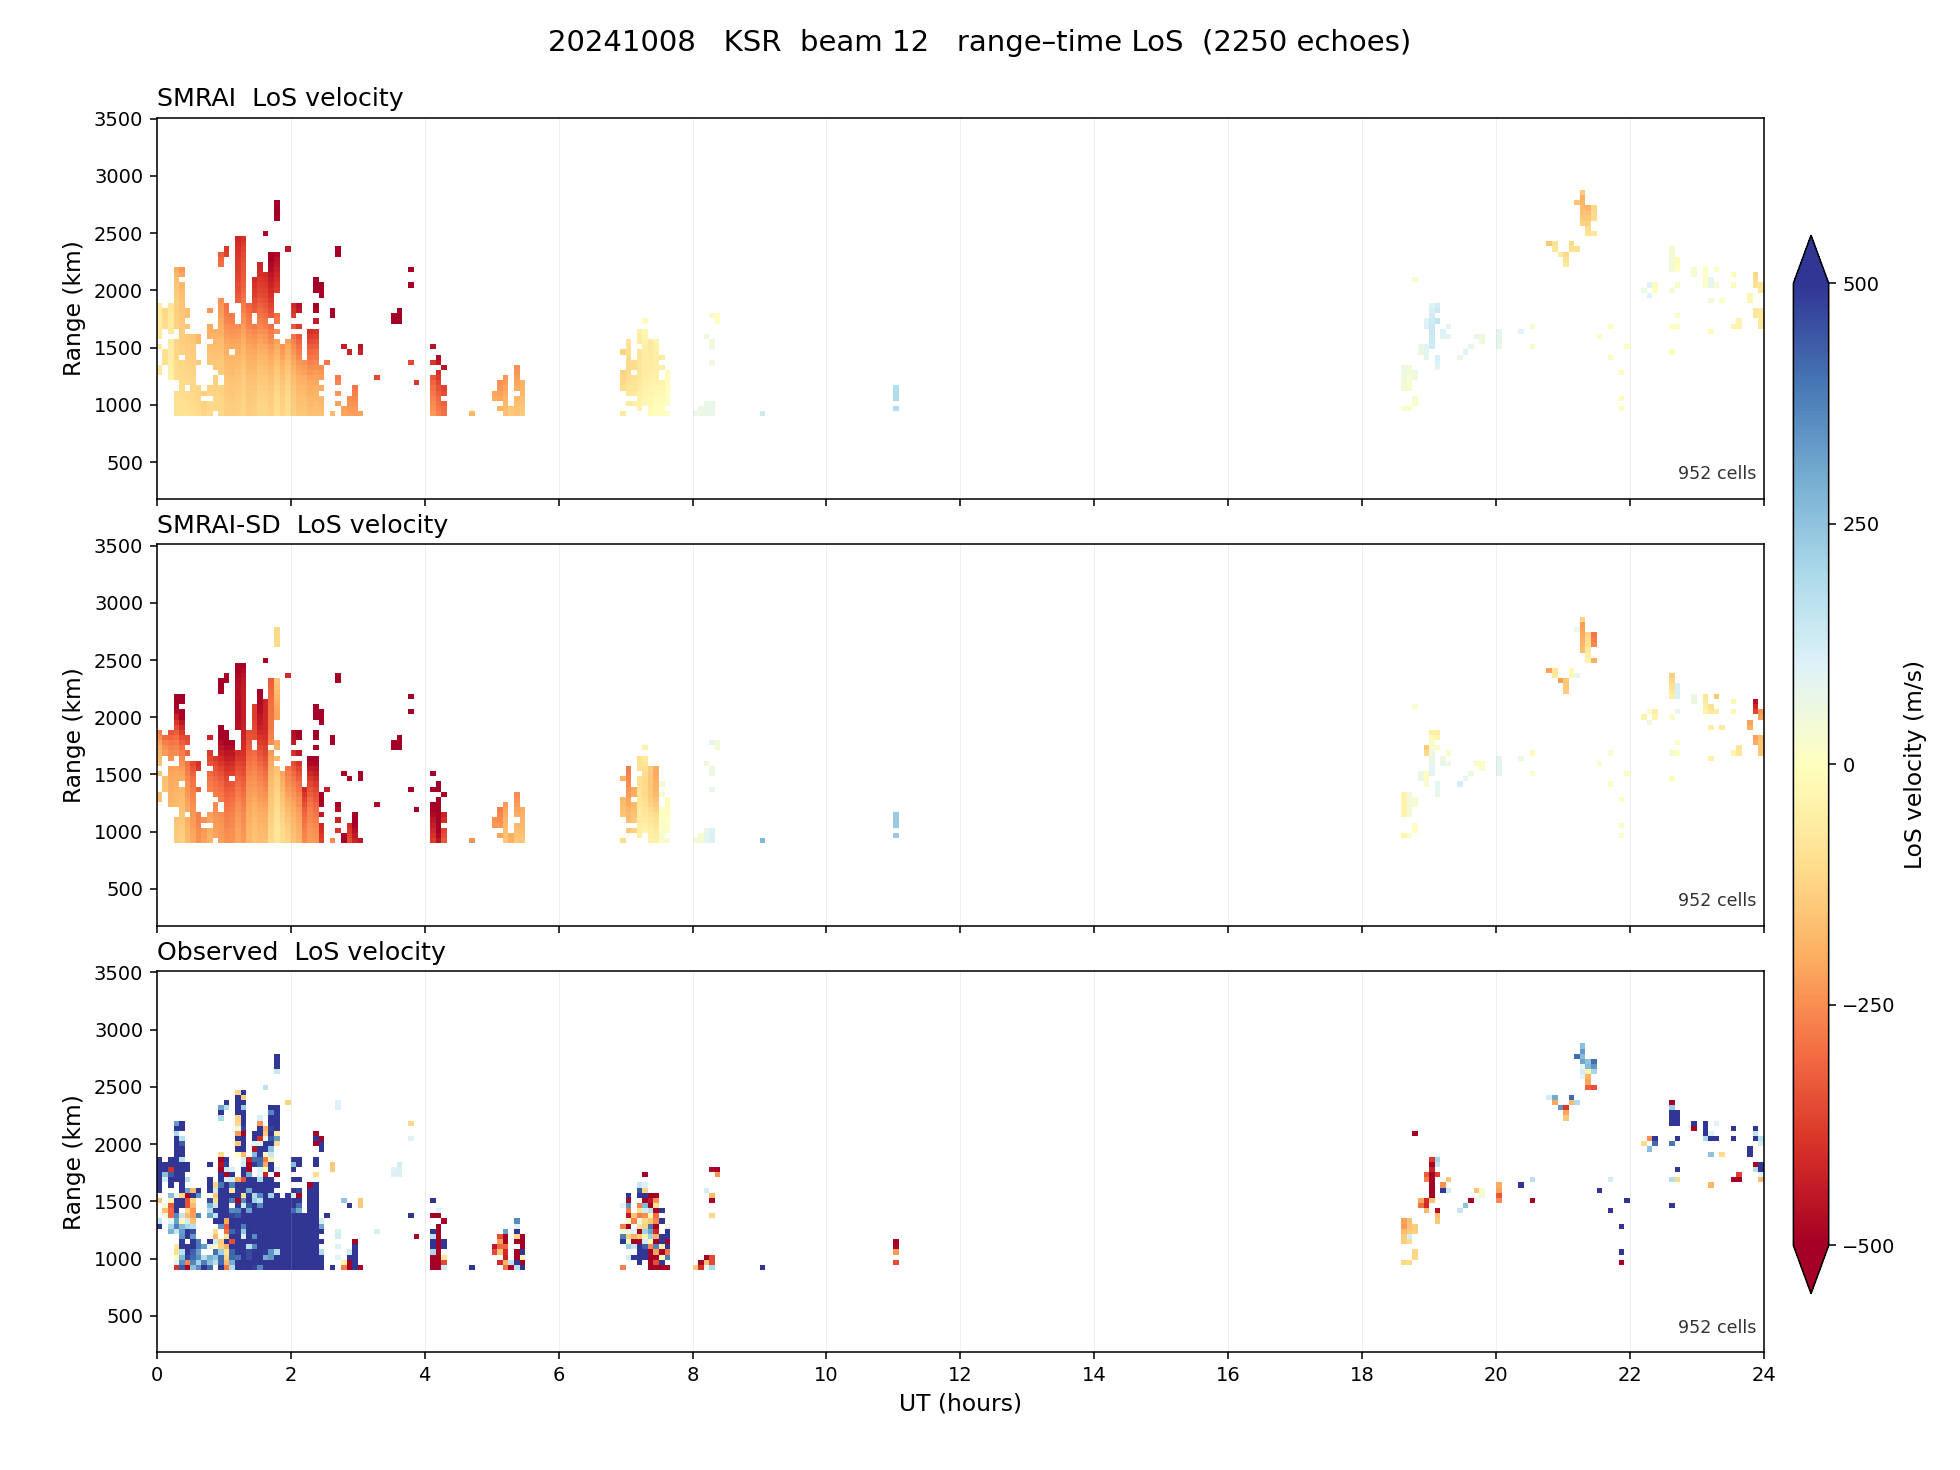 20241008   KSR  beam 12   range–time LoS  (2250 echoes)
SMRAI  LoS velocity
3500
3000
2500
2000
1500
1000
500
Range (km)
952 cells
SMRAI-SD  LoS velocity
3500
3000
2500
2000
1500
1000
500
Range (km)
952 cells
Observed  LoS velocity
3500
3000
2500
2000
1500
1000
500
Range (km)
952 cells
0 2 4 6 8 10 12 14 16 18 20 22 24
UT (hours)
500
250
0
−250
−500
LoS velocity (m/s)